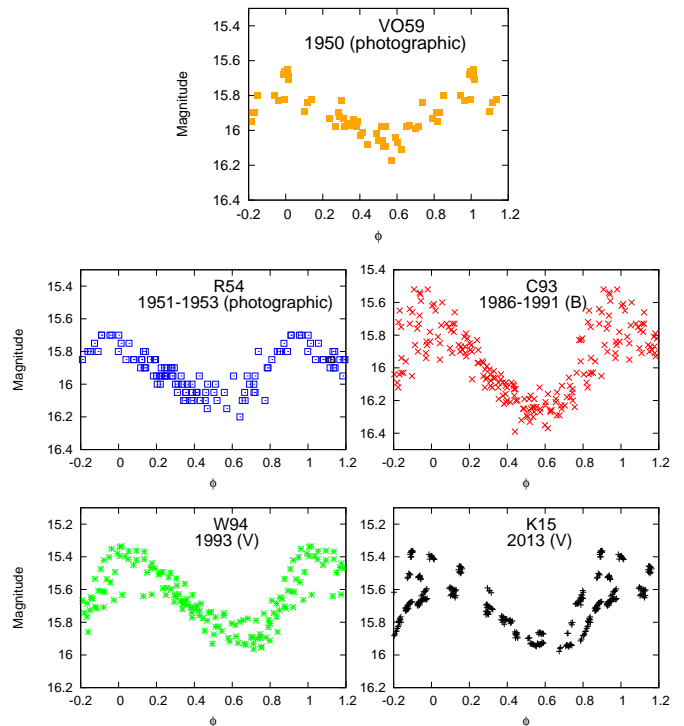 VO59
1950 (photographic)
Magnitude
15.4
15.6
15.8
16
16.2
16.4
-0.2 0 0.2 0.4 0.6 0.8 1 1.2
ϕ
R54
1951-1953 (photographic)
Magnitude
15.4
15.6
15.8
16
16.2
16.4
-0.2 0 0.2 0.4 0.6 0.8 1 1.2
ϕ
C93
1986-1991 (B)
Magnitude
15.4
15.6
15.8
16
16.2
16.4
-0.2 0 0.2 0.4 0.6 0.8 1 1.2
ϕ
W94
1993 (V)
Magnitude
15.2
15.4
15.6
15.8
16
16.2
-0.2 0 0.2 0.4 0.6 0.8 1 1.2
ϕ
K15
2013 (V)
Magnitude
15.2
15.4
15.6
15.8
16
16.2
-0.2 0 0.2 0.4 0.6 0.8 1 1.2
ϕ